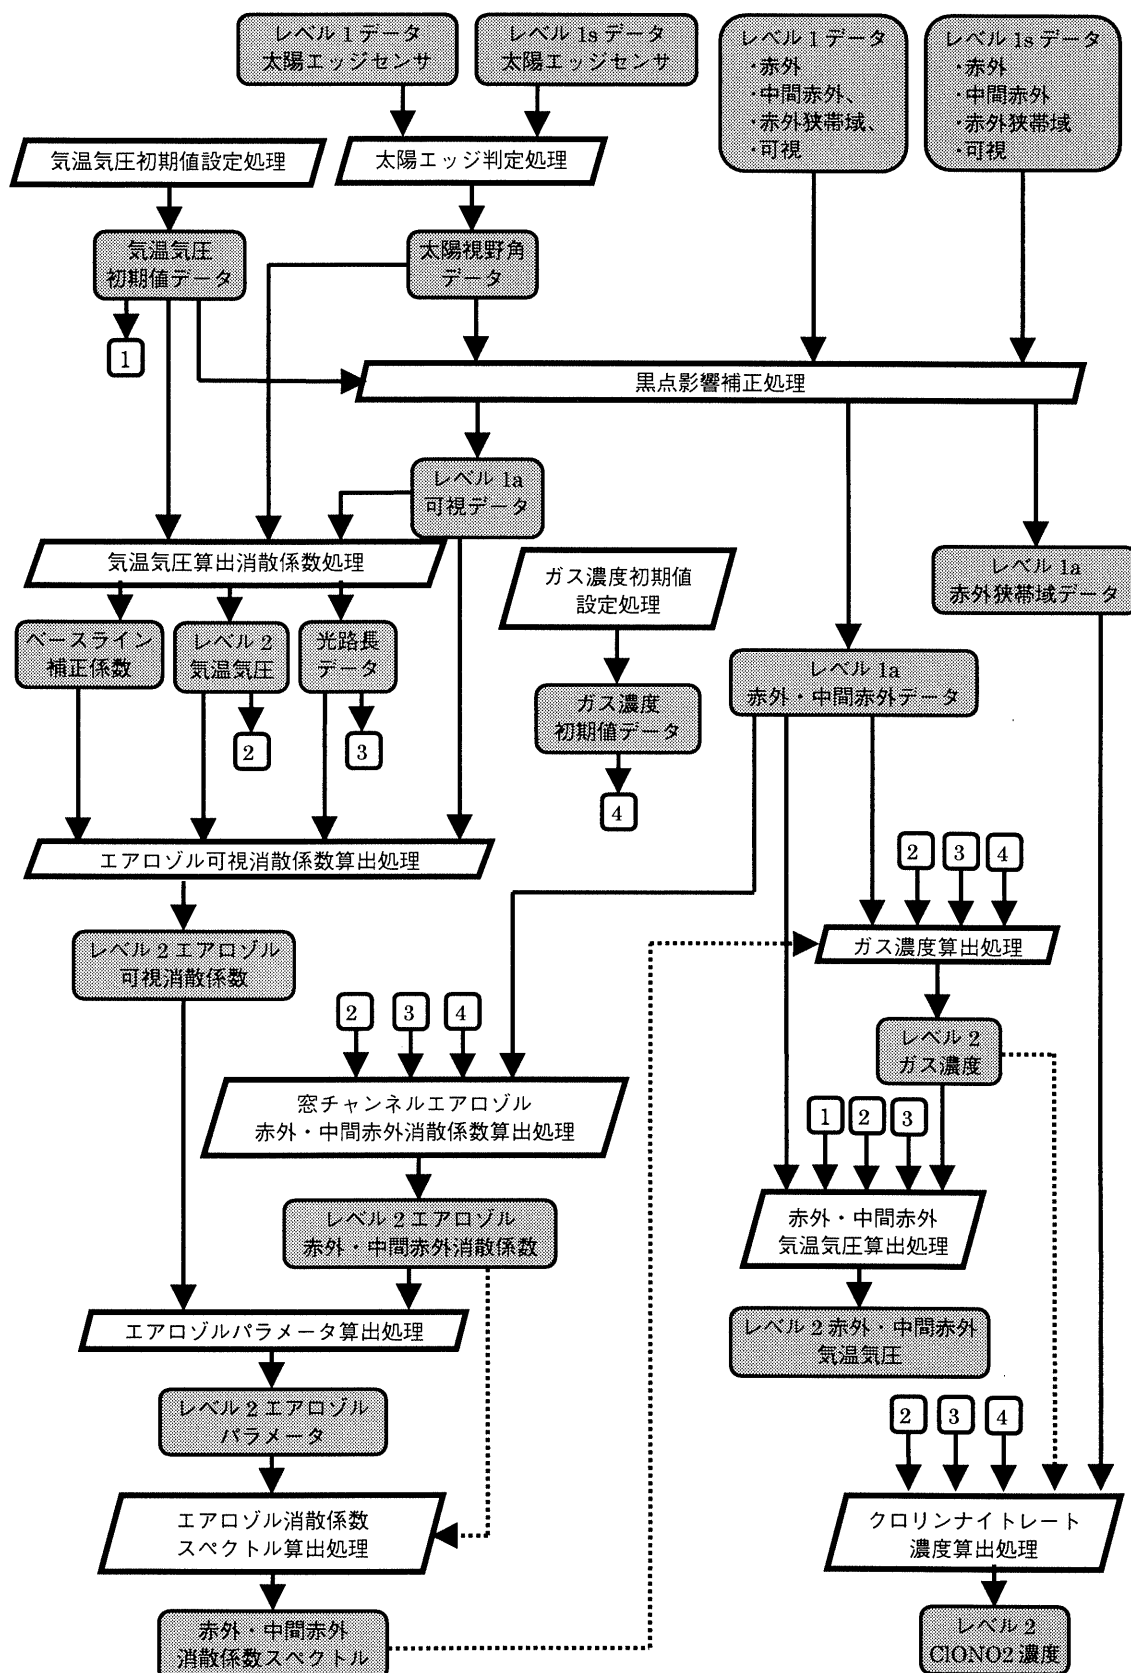 レベル 1 データ
太陽エッジセンサ
レベル 1s データ
太陽エッジセンサ
レベル 1 データ
・赤外
・中間赤外、
・赤外狭帯域、
・可視
レベル 1s データ
・赤外
・中間赤外
・赤外狭帯域
・可視
気温気圧初期値設定処理
太陽エッジ判定処理
気温気圧
初期値データ
太陽視野角
データ
1
黒点影響補正処理
レベル 1a
可視データ
気温気圧算出消散係数処理
ガス濃度初期値
設定処理
レベル 1a
赤外狭帯域データ
ベースライン
補正係数
レベル 2
気温気圧
光路長
データ
レベル 1a
赤外・中間赤外データ
ガス濃度
初期値データ
2
3
4
エアロゾル可視消散係数算出処理
2
3
4
ガス濃度算出処理
レベル 2 エアロゾル
可視消散係数
2
3
4
レベル 2
ガス濃度
窓チャンネルエアロゾル
赤外・中間赤外消散係数算出処理
1
2
3
レベル 2 エアロゾル
赤外・中間赤外消散係数
赤外・中間赤外
気温気圧算出処理
エアロゾルパラメータ算出処理
レベル 2 赤外・中間赤外
気温気圧
レベル 2 エアロゾル
パラメータ
2
3
4
エアロゾル消散係数
スペクトル算出処理
クロリンナイトレート
濃度算出処理
赤外・中間赤外
消散係数スペクトル
レベル 2
ClONO2 濃度